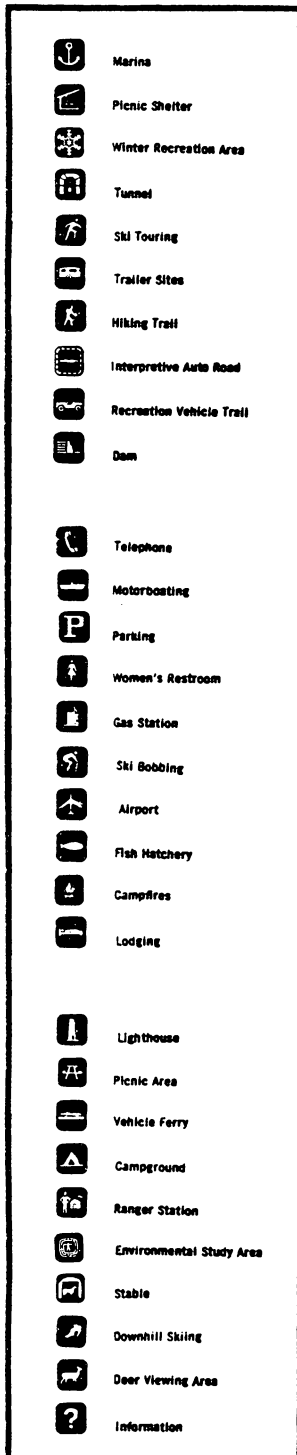 Marina
Picnic Shelter
Winter Recreation Area
Tunnel
Ski Touring
Trailer Sites
Hiking Trail
Interpretive Auto Road
Recreation Vehicle Trail
Dam
Telephone
Motorboating
P Parking
Women's Restroom
Gas Station
Ski Bobbing
Airport
Fish Hatchery
Campfires
Lodging
Lighthouse
Picnic Area
Vehicle Ferry
Campground
Ranger Station
Environmental Study Area
Stable
Downhill Skiing
Deer Viewing Area
? Information